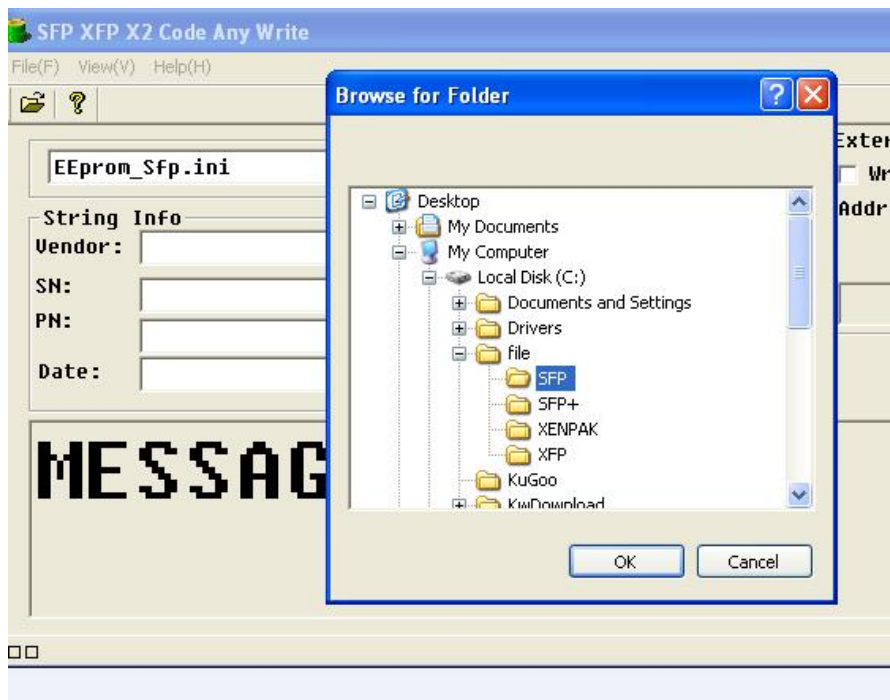 SFP XFP X2 Code Any Write
File(F) View(V) Help(H)
EEprom_Sfp.ini
String Info
Vendor:
SN:
PN:
Date:
MESSAG
Browse for Folder
Desktop
My Documents
My Computer
Local Disk (C:)
Documents and Settings
Drivers
file
SFP
SFP+
XENPAK
XFP
KuGoo
KwDownload
OK Cancel
Exter
Wr
Addr